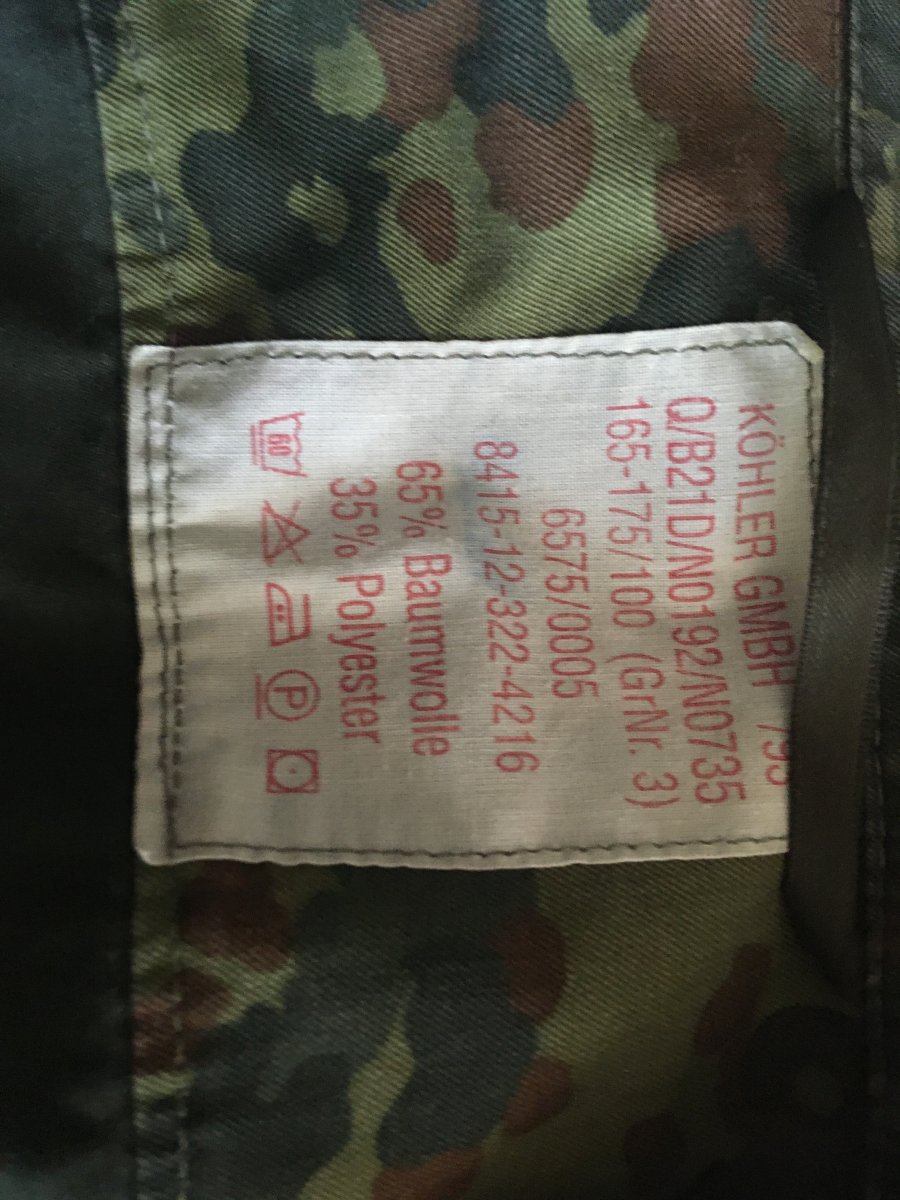 KÖHLER GMBH
Q/B21D/N0192/N0735
165-175/100 (GrNr. 3)
6575/0005
8415-12-322-4216
65% Baumwolle
35% Polyester
60 P